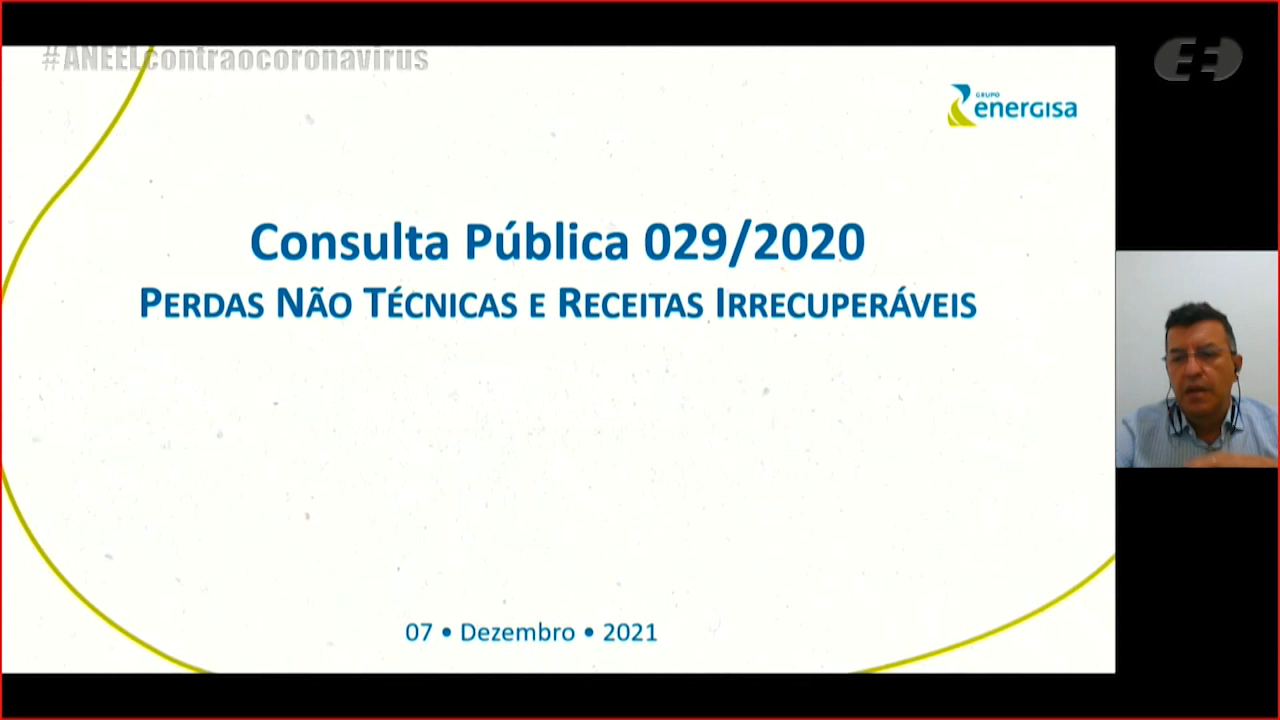 #ANEELcontraocoronavirus
GRUPO
energisa
Consulta Pública 029/2020
PERDAS NÃO TÉCNICAS E RECEITAS IRRECUPERÁVEIS
07 • Dezembro • 2021